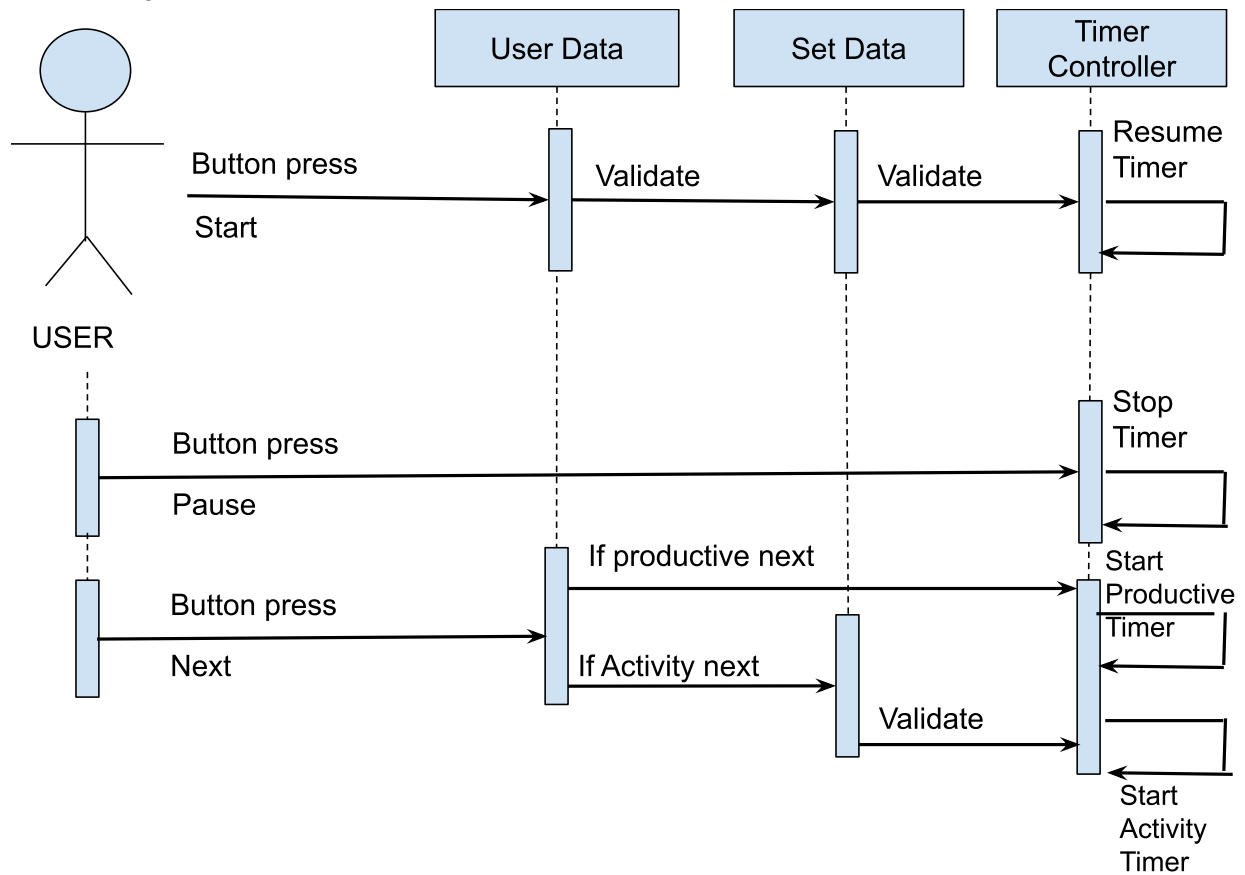 User Data
Set Data
Timer
Controller
Button press
Start
Validate
Validate
Resume
Timer
USER
Button press
Pause
Stop
Timer
Button press
Next
If productive next
Start
Productive
Timer
If Activity next
Validate
Start
Activity
Timer